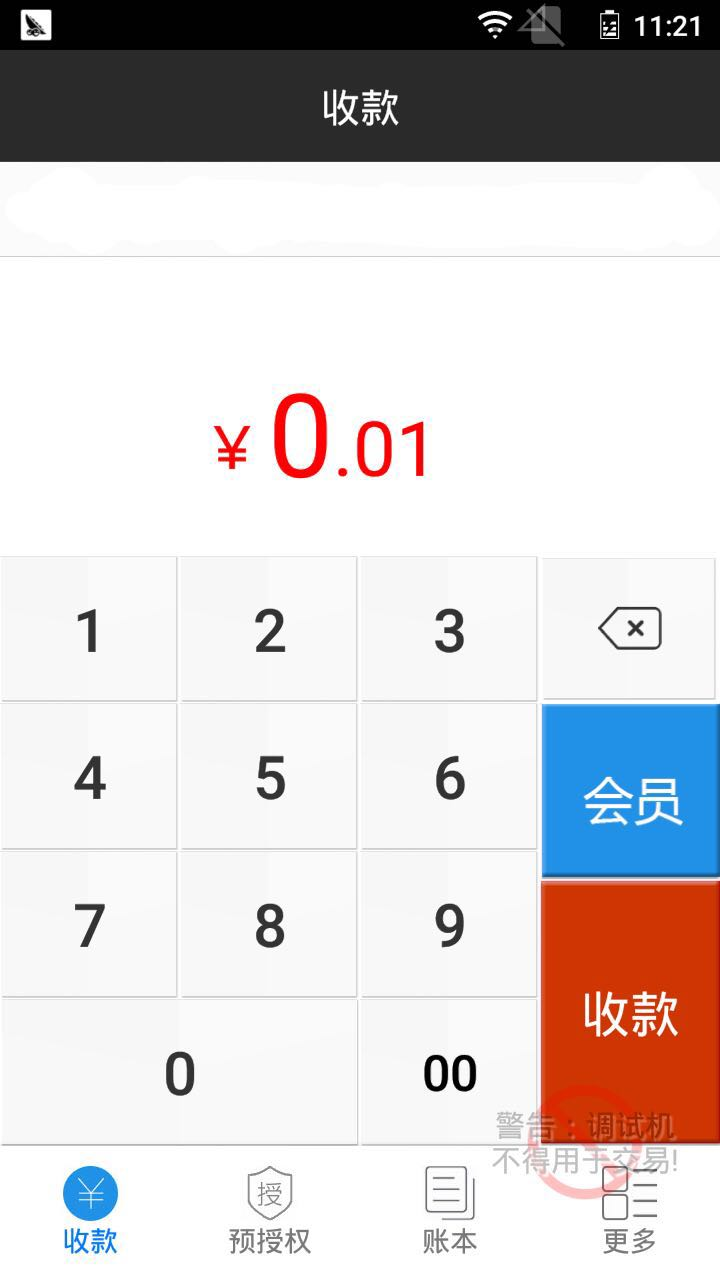 11:21
收款
¥ 0.01
1 2 3
4 5 6
会员
7 8 9
收款
0 00
警告：调试机
不得用于交易!
¥ 授
收款 预授权 账本 更多